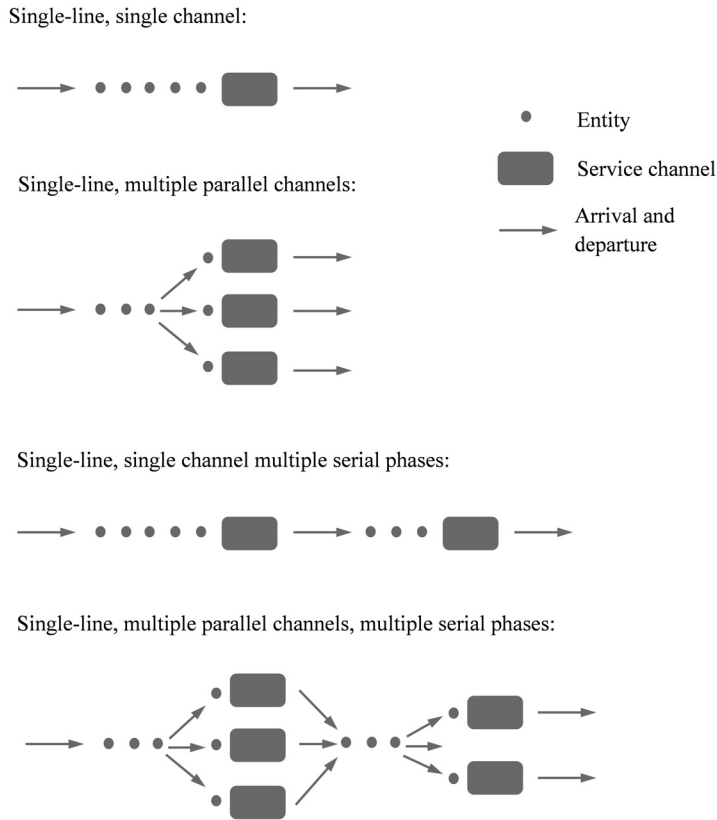 Single-line, single channel:
Entity
Service channel
Single-line, multiple parallel channels:
Arrival and
departure
Single-line, single channel multiple serial phases:
Single-line, multiple parallel channels, multiple serial phases: